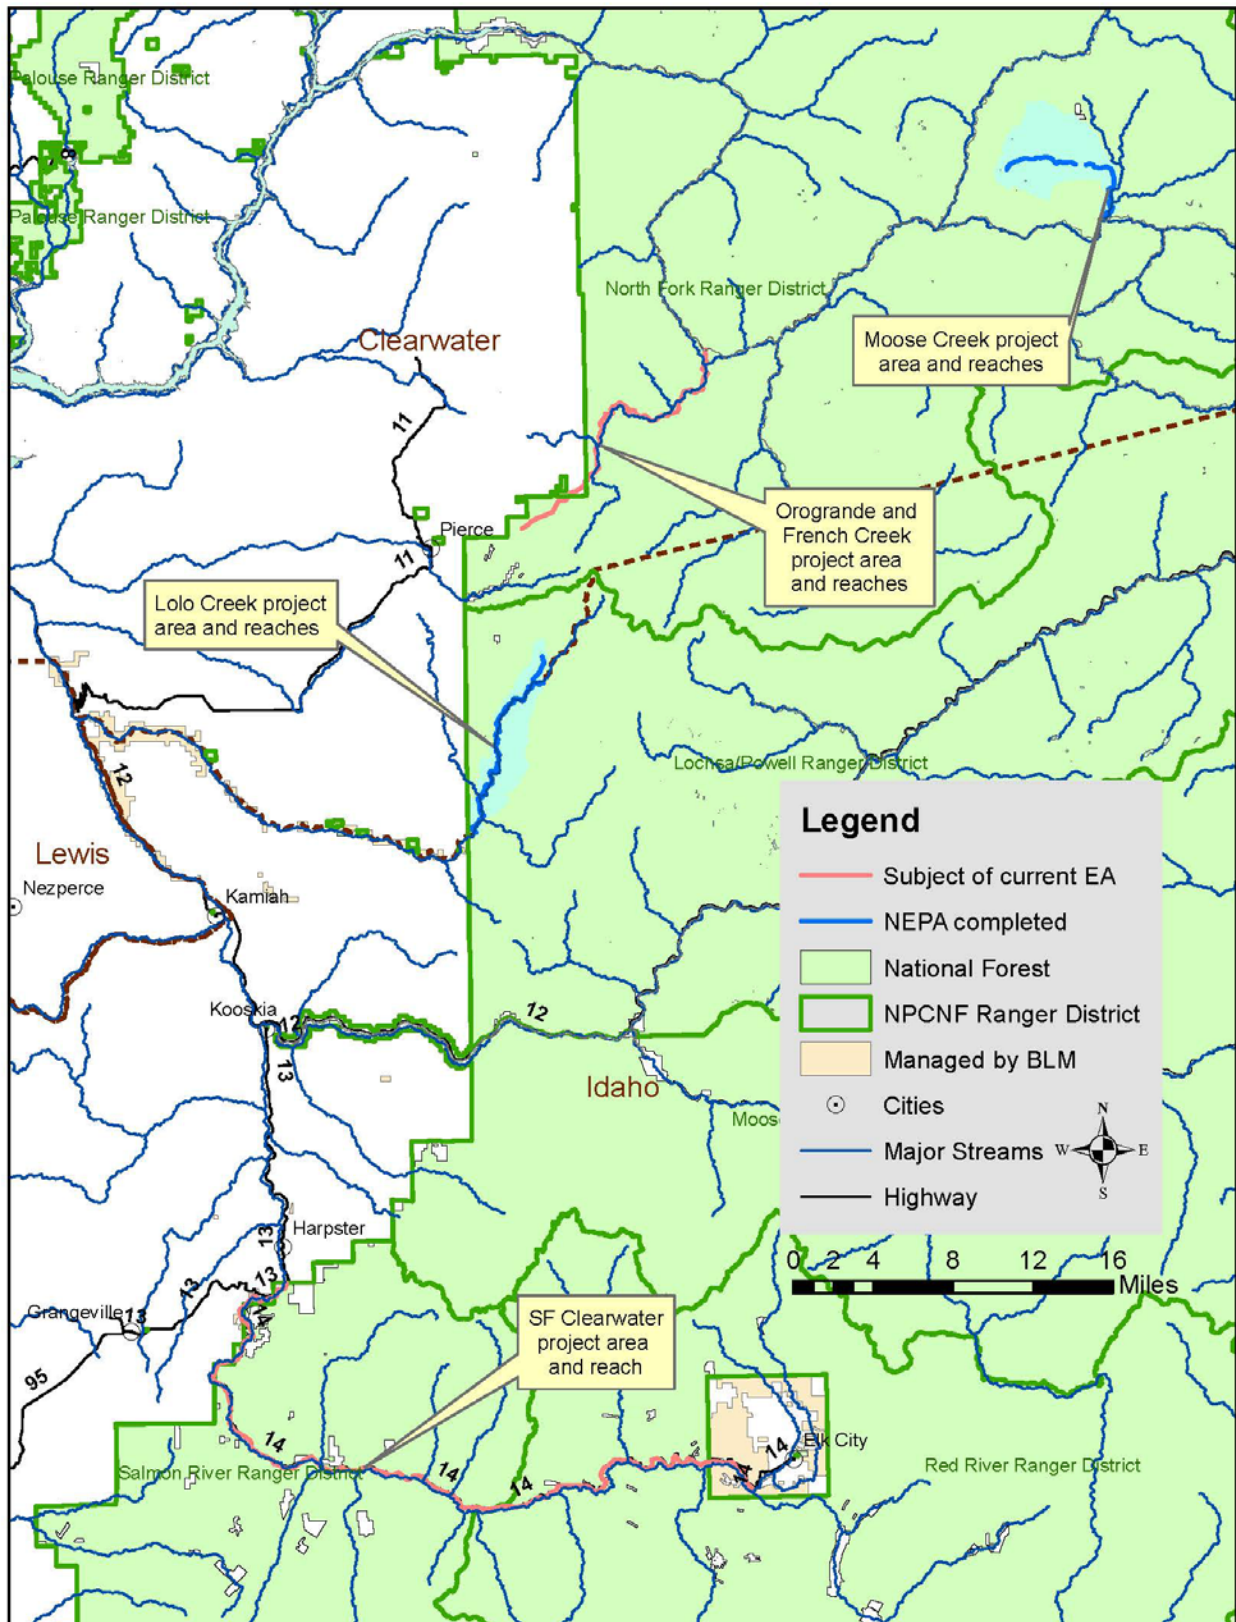 Palouse Ranger District
8
Palouse Ranger District
North Fork Ranger District
Clearwater
Moose Creek project
area and reaches
11
Orogrande and
French Creek
project area
and reaches
Pierce
11
Lolo Creek project
area and reaches
12
Lochsa/Powell Ranger District
Legend
Subject of current EA
NEPA completed
National Forest
NPCNF Ranger District
Managed by BLM
Cities
Major Streams
Highway
N
W
E
S
Lewis
Nezperce
Kamiah
Kooskia
12
12
13
Idaho
Moose
Harpster
13
13
13
14
Grangeville
13
95
0 2 4 8 12 16
Miles
SF Clearwater
project area
and reach
14
14
14
14
14
Elk City
Salmon River Ranger District
Red River Ranger District